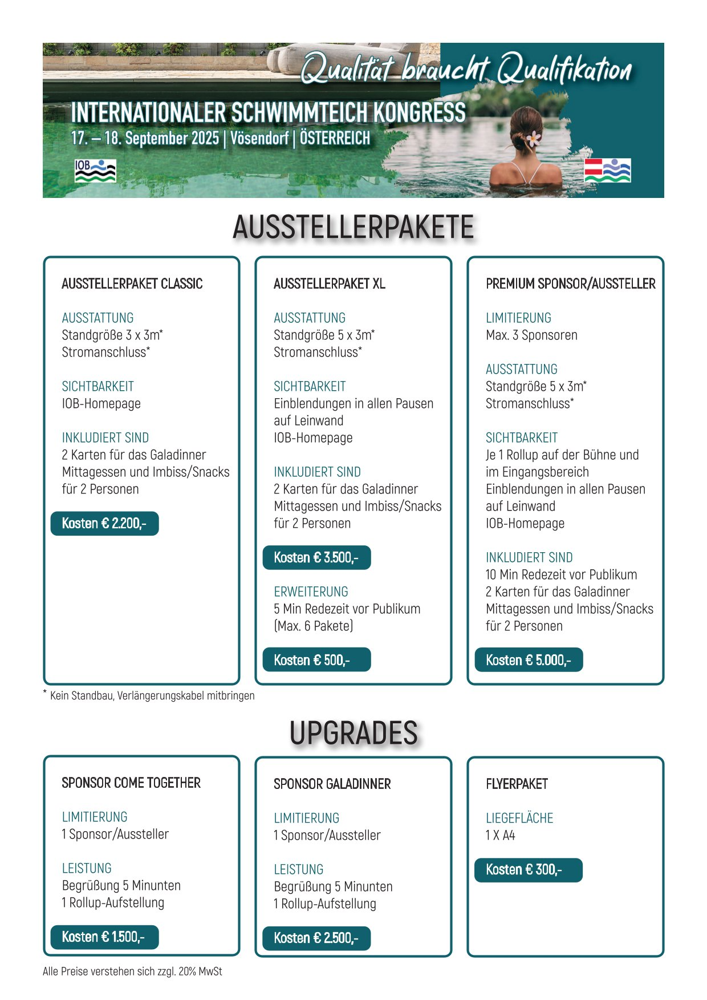 Qualität braucht Qualifikation
INTERNATIONALER SCHWIMMTEICH KONGRESS
17. – 18. September 2025 | Vösendorf | ÖSTERREICH
IOB
AUSSTELLERPAKETE
AUSSTELLERPAKET CLASSIC
AUSSTATTUNG
Standgröße 3 x 3m*
Stromanschluss*
SICHTBARKEIT
IOB-Homepage
INKLUDIERT SIND
2 Karten für das Galadinner
Mittagessen und Imbiss/Snacks
für 2 Personen
Kosten € 2.200,-
AUSSTELLERPAKET XL
AUSSTATTUNG
Standgröße 5 x 3m*
Stromanschluss*
SICHTBARKEIT
Einblendungen in allen Pausen
auf Leinwand
IOB-Homepage
INKLUDIERT SIND
2 Karten für das Galadinner
Mittagessen und Imbiss/Snacks
für 2 Personen
Kosten € 3.500,-
ERWEITERUNG
5 Min Redezeit vor Publikum
(Max. 6 Pakete)
Kosten € 500,-
PREMIUM SPONSOR/AUSSTELLER
LIMITIERUNG
Max. 3 Sponsoren
AUSSTATTUNG
Standgröße 5 x 3m*
Stromanschluss*
SICHTBARKEIT
Je 1 Rollup auf der Bühne und
im Eingangsbereich
Einblendungen in allen Pausen
auf Leinwand
IOB-Homepage
INKLUDIERT SIND
10 Min Redezeit vor Publikum
2 Karten für das Galadinner
Mittagessen und Imbiss/Snacks
für 2 Personen
Kosten € 5.000,-
* Kein Standbau, Verlängerungskabel mitbringen
UPGRADES
SPONSOR COME TOGETHER
LIMITIERUNG
1 Sponsor/Aussteller
LEISTUNG
Begrüßung 5 Minunten
1 Rollup-Aufstellung
Kosten € 1.500,-
SPONSOR GALADINNER
LIMITIERUNG
1 Sponsor/Aussteller
LEISTUNG
Begrüßung 5 Minunten
1 Rollup-Aufstellung
Kosten € 2.500,-
FLYERPAKET
LIEGEFLÄCHE
1 X A4
Kosten € 300,-
Alle Preise verstehen sich zzgl. 20% MwSt